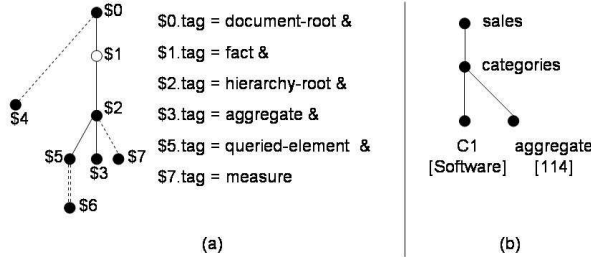 $0
$0.tag = document-root &
$1
$1.tag = fact &
$2
$2.tag = hierarchy-root &
$4
$3.tag = aggregate &
$5
$3
$7
$5.tag = queried-element &
$7.tag = measure
$6
(a)
sales
categories
C1
[Software]
aggregate
[114]
(b)